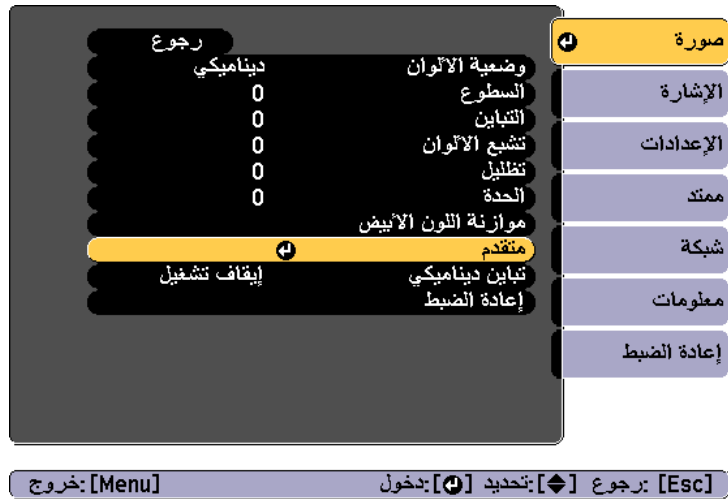 صورة
الإشارة
الإعدادات
ممتد
شبكة
معلومات
إعادة الضبط
رجوع
وضعية الألوان ديناميكي
السطوع 0
التباين 0
تشبع الألوان 0
تظليل 0
الحدة 0
موازنة اللون الأبيض
متقدم
تباين ديناميكي إيقاف تشغيل
إعادة الضبط
[Esc] :رجوع [◆]:تحديد [↵]:دخول [Menu]:خروج